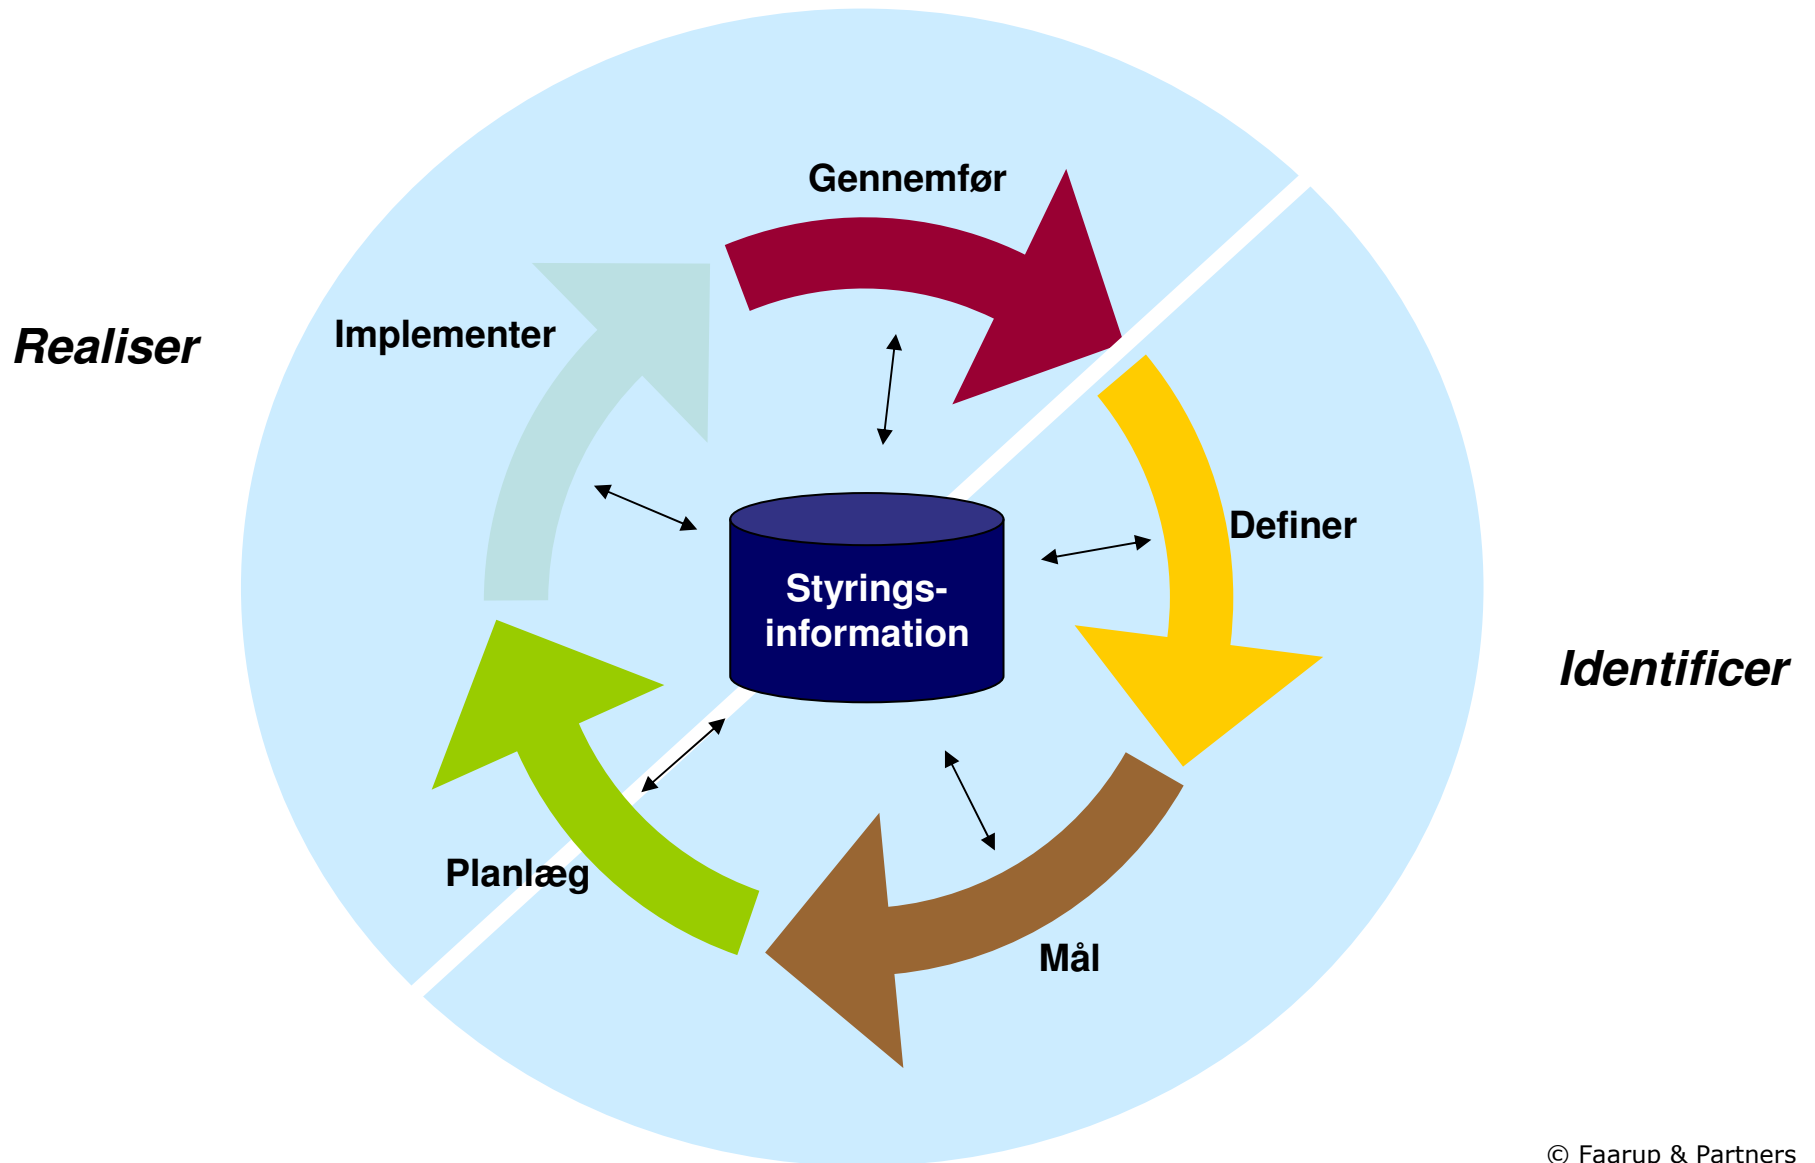 Gennemfør
Implementer
Realiser
Definer
Styrings-
information
Identificer
Planlæg
Mål
© Faarup & Partners